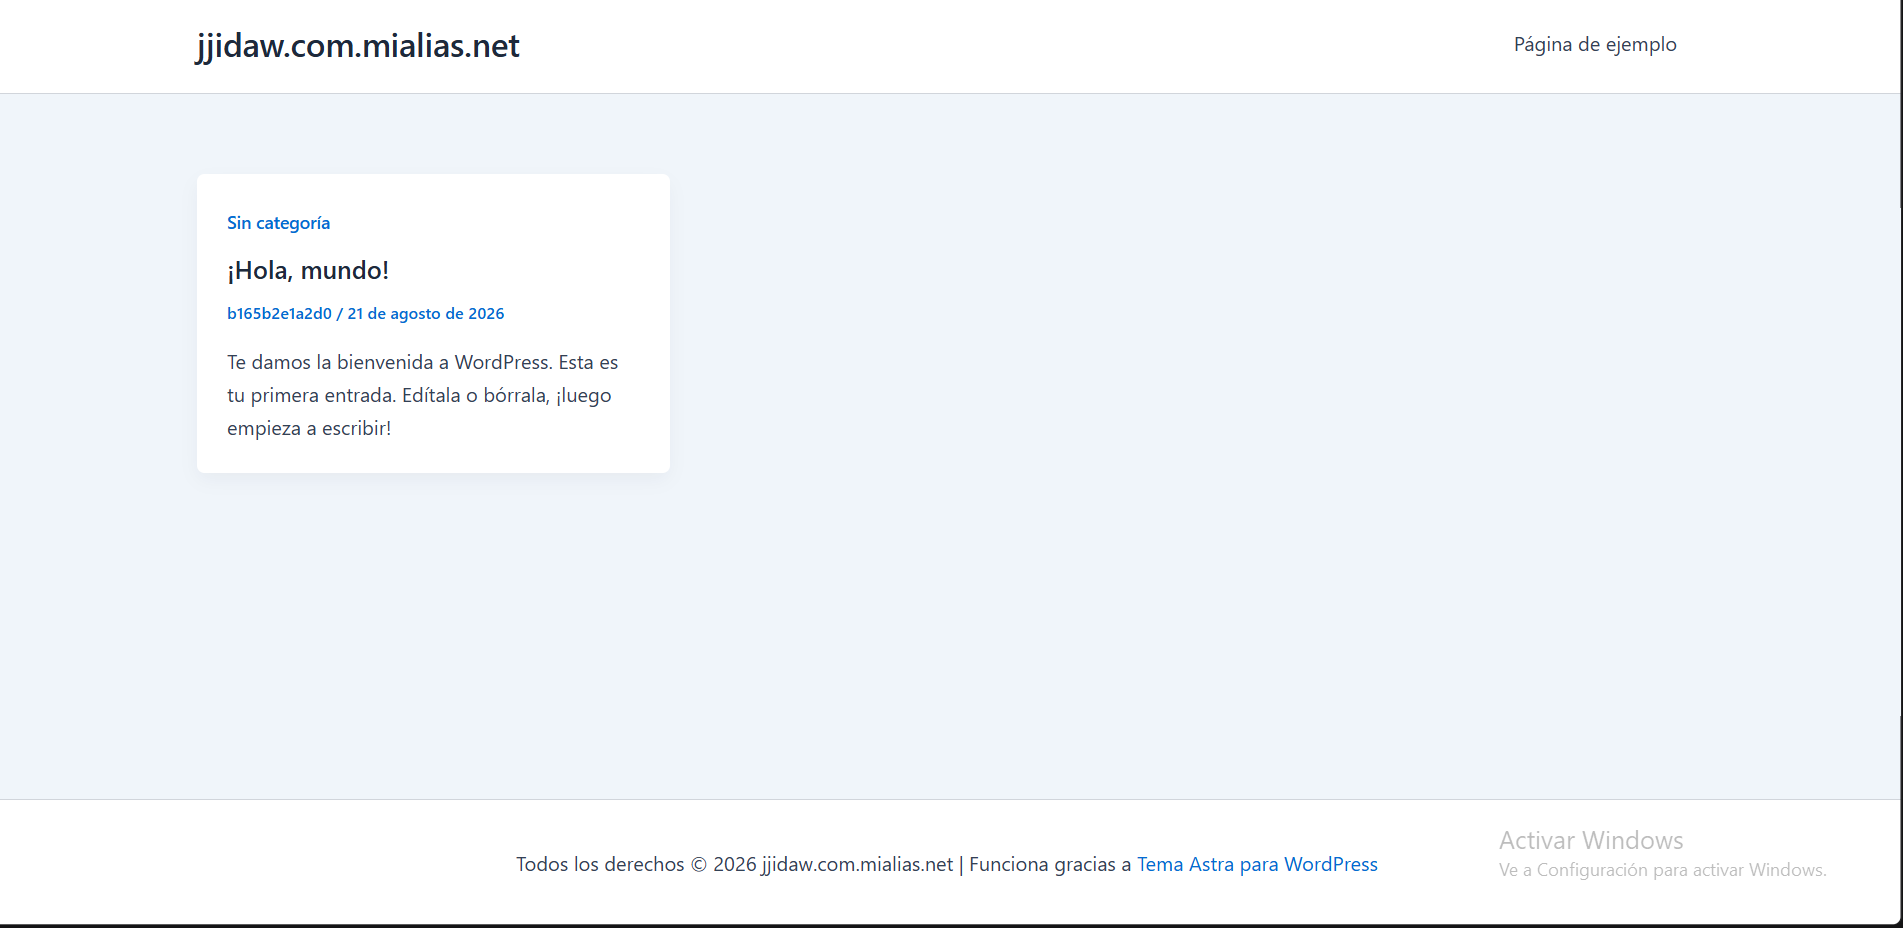 jjidaw.com.mialias.net
Página de ejemplo
Sin categoría
¡Hola, mundo!
b165b2e1a2d0 / 21 de agosto de 2026
Te damos la bienvenida a WordPress. Esta es
tu primera entrada. Edítala o bórrala, ¡luego
empieza a escribir!
Todos los derechos © 2026 jjidaw.com.mialias.net | Funciona gracias a Tema Astra para WordPress
Activar Windows
Ve a Configuración para activar Windows.